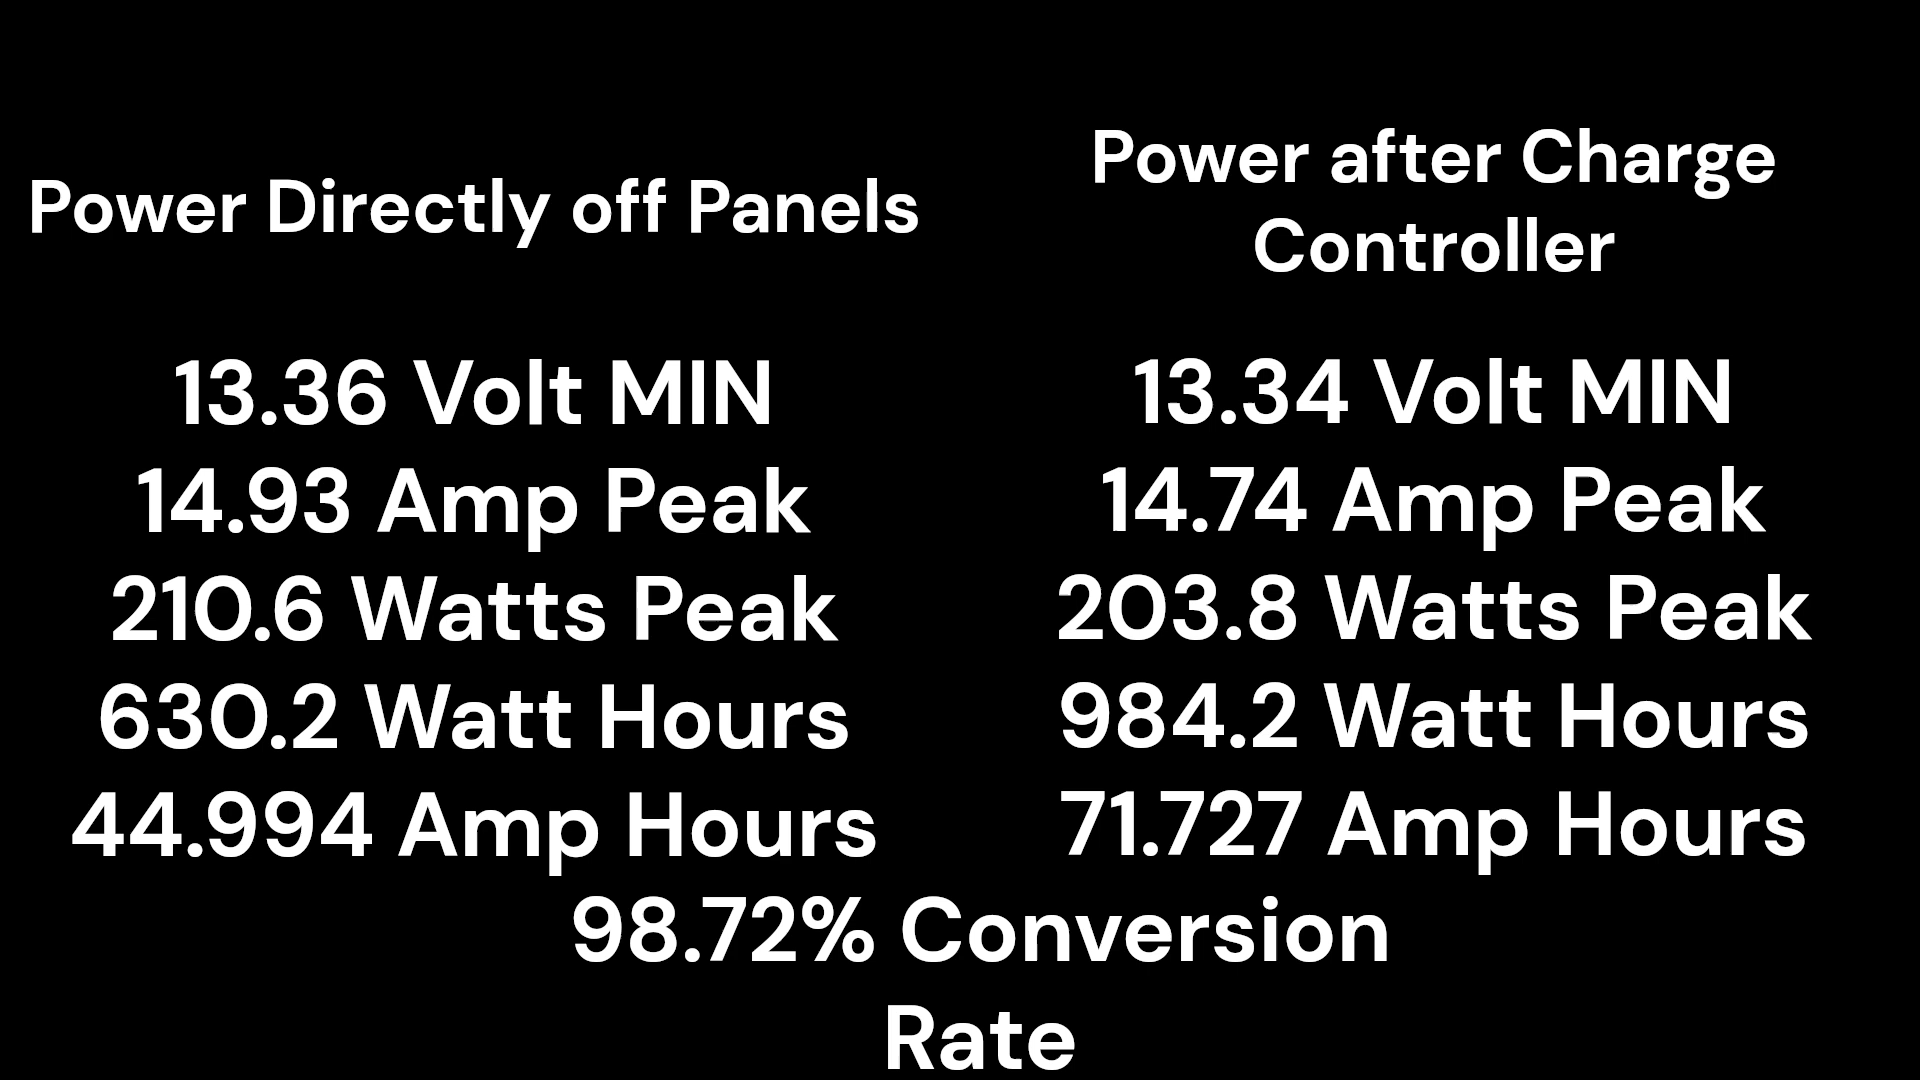 Power Directly off Panels
13.36 Volt MIN
14.93 Amp Peak
210.6 Watts Peak
630.2 Watt Hours
44.994 Amp Hours
Power after Charge
Controller
13.34 Volt MIN
14.74 Amp Peak
203.8 Watts Peak
984.2 Watt Hours
71.727 Amp Hours
98.72% Conversion
Rate